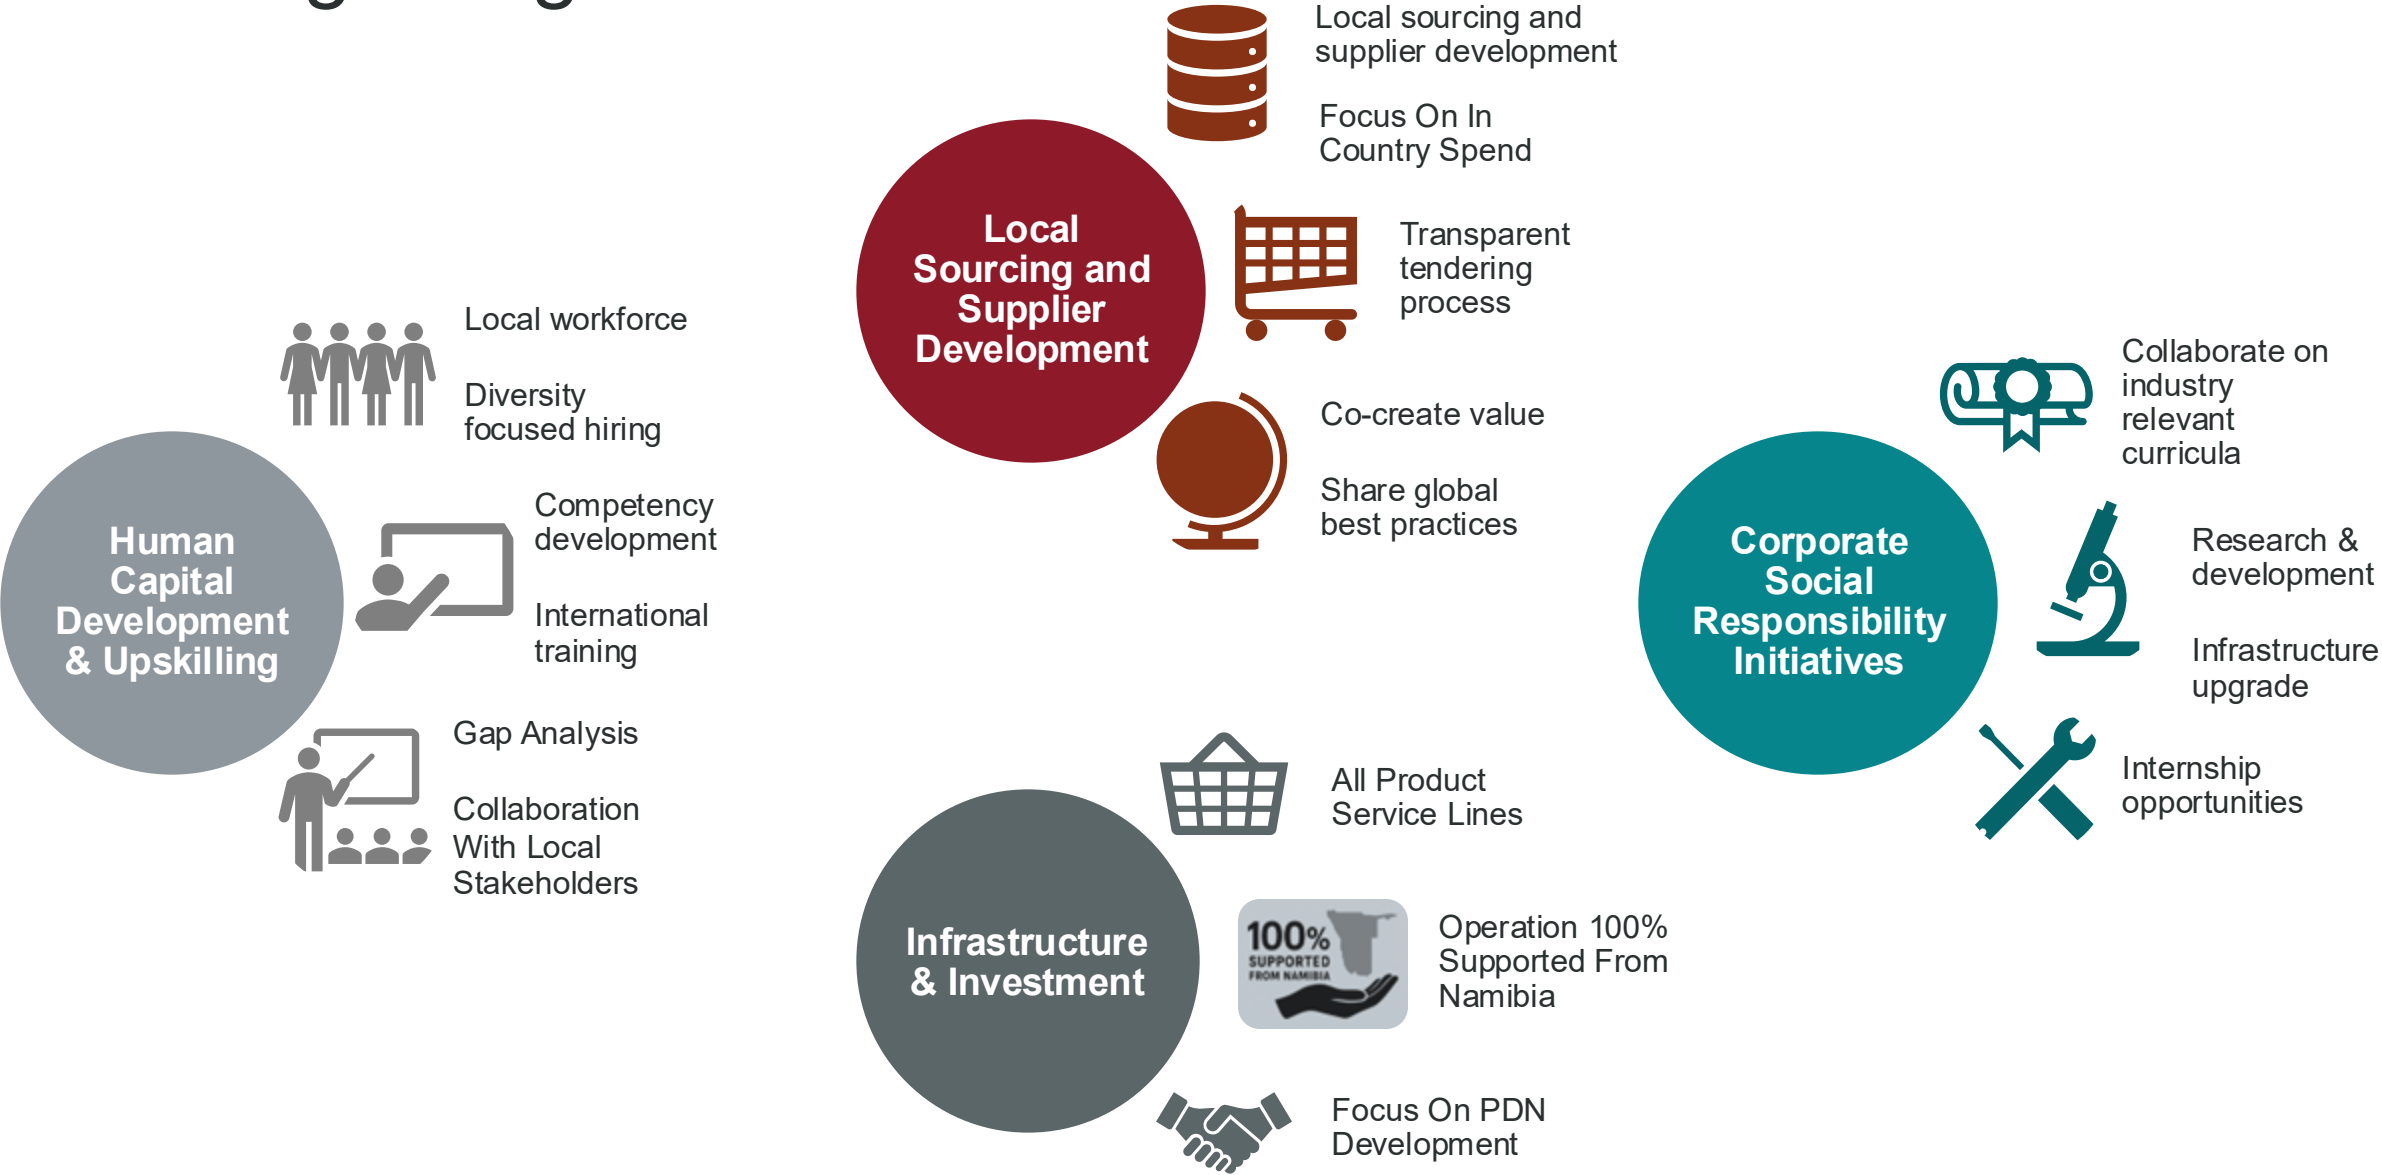 Local sourcing and
supplier development
Focus On In
Country Spend
Local
Sourcing and
Supplier
Development
Transparent
tendering
process
Co-create value
Share global
best practices
Local workforce
Diversity
focused hiring
Human
Capital
Development
& Upskilling
Competency
development
International
training
Gap Analysis
Collaboration
With Local
Stakeholders
Corporate
Social
Responsibility
Initiatives
Collaborate on
industry
relevant
curricula
Research &
development
Infrastructure
upgrade
Internship
opportunities
Infrastructure
& Investment
All Product
Service Lines
100%
SUPPORTED
FROM NAMIBIA
Operation 100%
Supported From
Namibia
Focus On PDN
Development